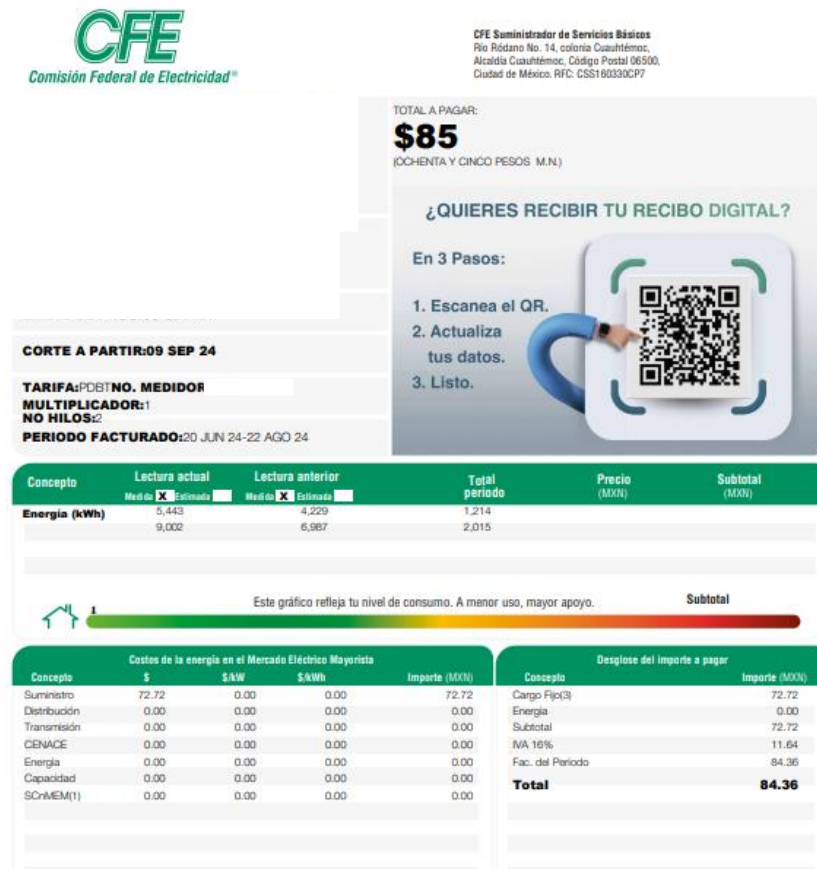 CFE
Comisión Federal de Electricidad®
CFE Suministrador de Servicios Básicos
Río Ródano No. 14, colonia Cuauhtémoc,
Alcaldía Cuauhtémoc, Código Postal 06500,
Ciudad de México. RFC: CSS160330CP7
TOTAL A PAGAR:
$85
(OCHENTA Y CINCO PESOS M.N.)
¿QUIERES RECIBIR TU RECIBO DIGITAL?
En 3 Pasos:
1. Escanea el QR.
2. Actualiza
tus datos.
3. Listo.
CORTE A PARTIR:09 SEP 24
TARIFA:PDBTNO. MEDIDOR
MULTIPLICADOR:1
NO HILOS:2
PERIODO FACTURADO:20 JUN 24-22 AGO 24
Concepto Lectura actual Lectura anterior Total periodo Precio (MXN) Subtotal (MXN)
Medida X Estimada Medida X Estimada
Energía (kWh) 5,443 4,229 1,214
9,002 6,987 2,015
Este gráfico refleja tu nivel de consumo. A menor uso, mayor apoyo. Subtotal
Costos de la energía en el Mercado Eléctrico Mayorista
Concepto $ $/kW $/kWh Importe (MXN)
Suministro 72.72 0.00 0.00 72.72
Distribución 0.00 0.00 0.00 0.00
Transmisión 0.00 0.00 0.00 0.00
CENACE 0.00 0.00 0.00 0.00
Energía 0.00 0.00 0.00 0.00
Capacidad 0.00 0.00 0.00 0.00
SCnMEM(1) 0.00 0.00 0.00 0.00
Desglose del importe a pagar
Concepto Importe (MXN)
Cargo Fijo(3) 72.72
Energía 0.00
Subtotal 72.72
IVA 16% 11.64
Fac. del Periodo 84.36
Total 84.36